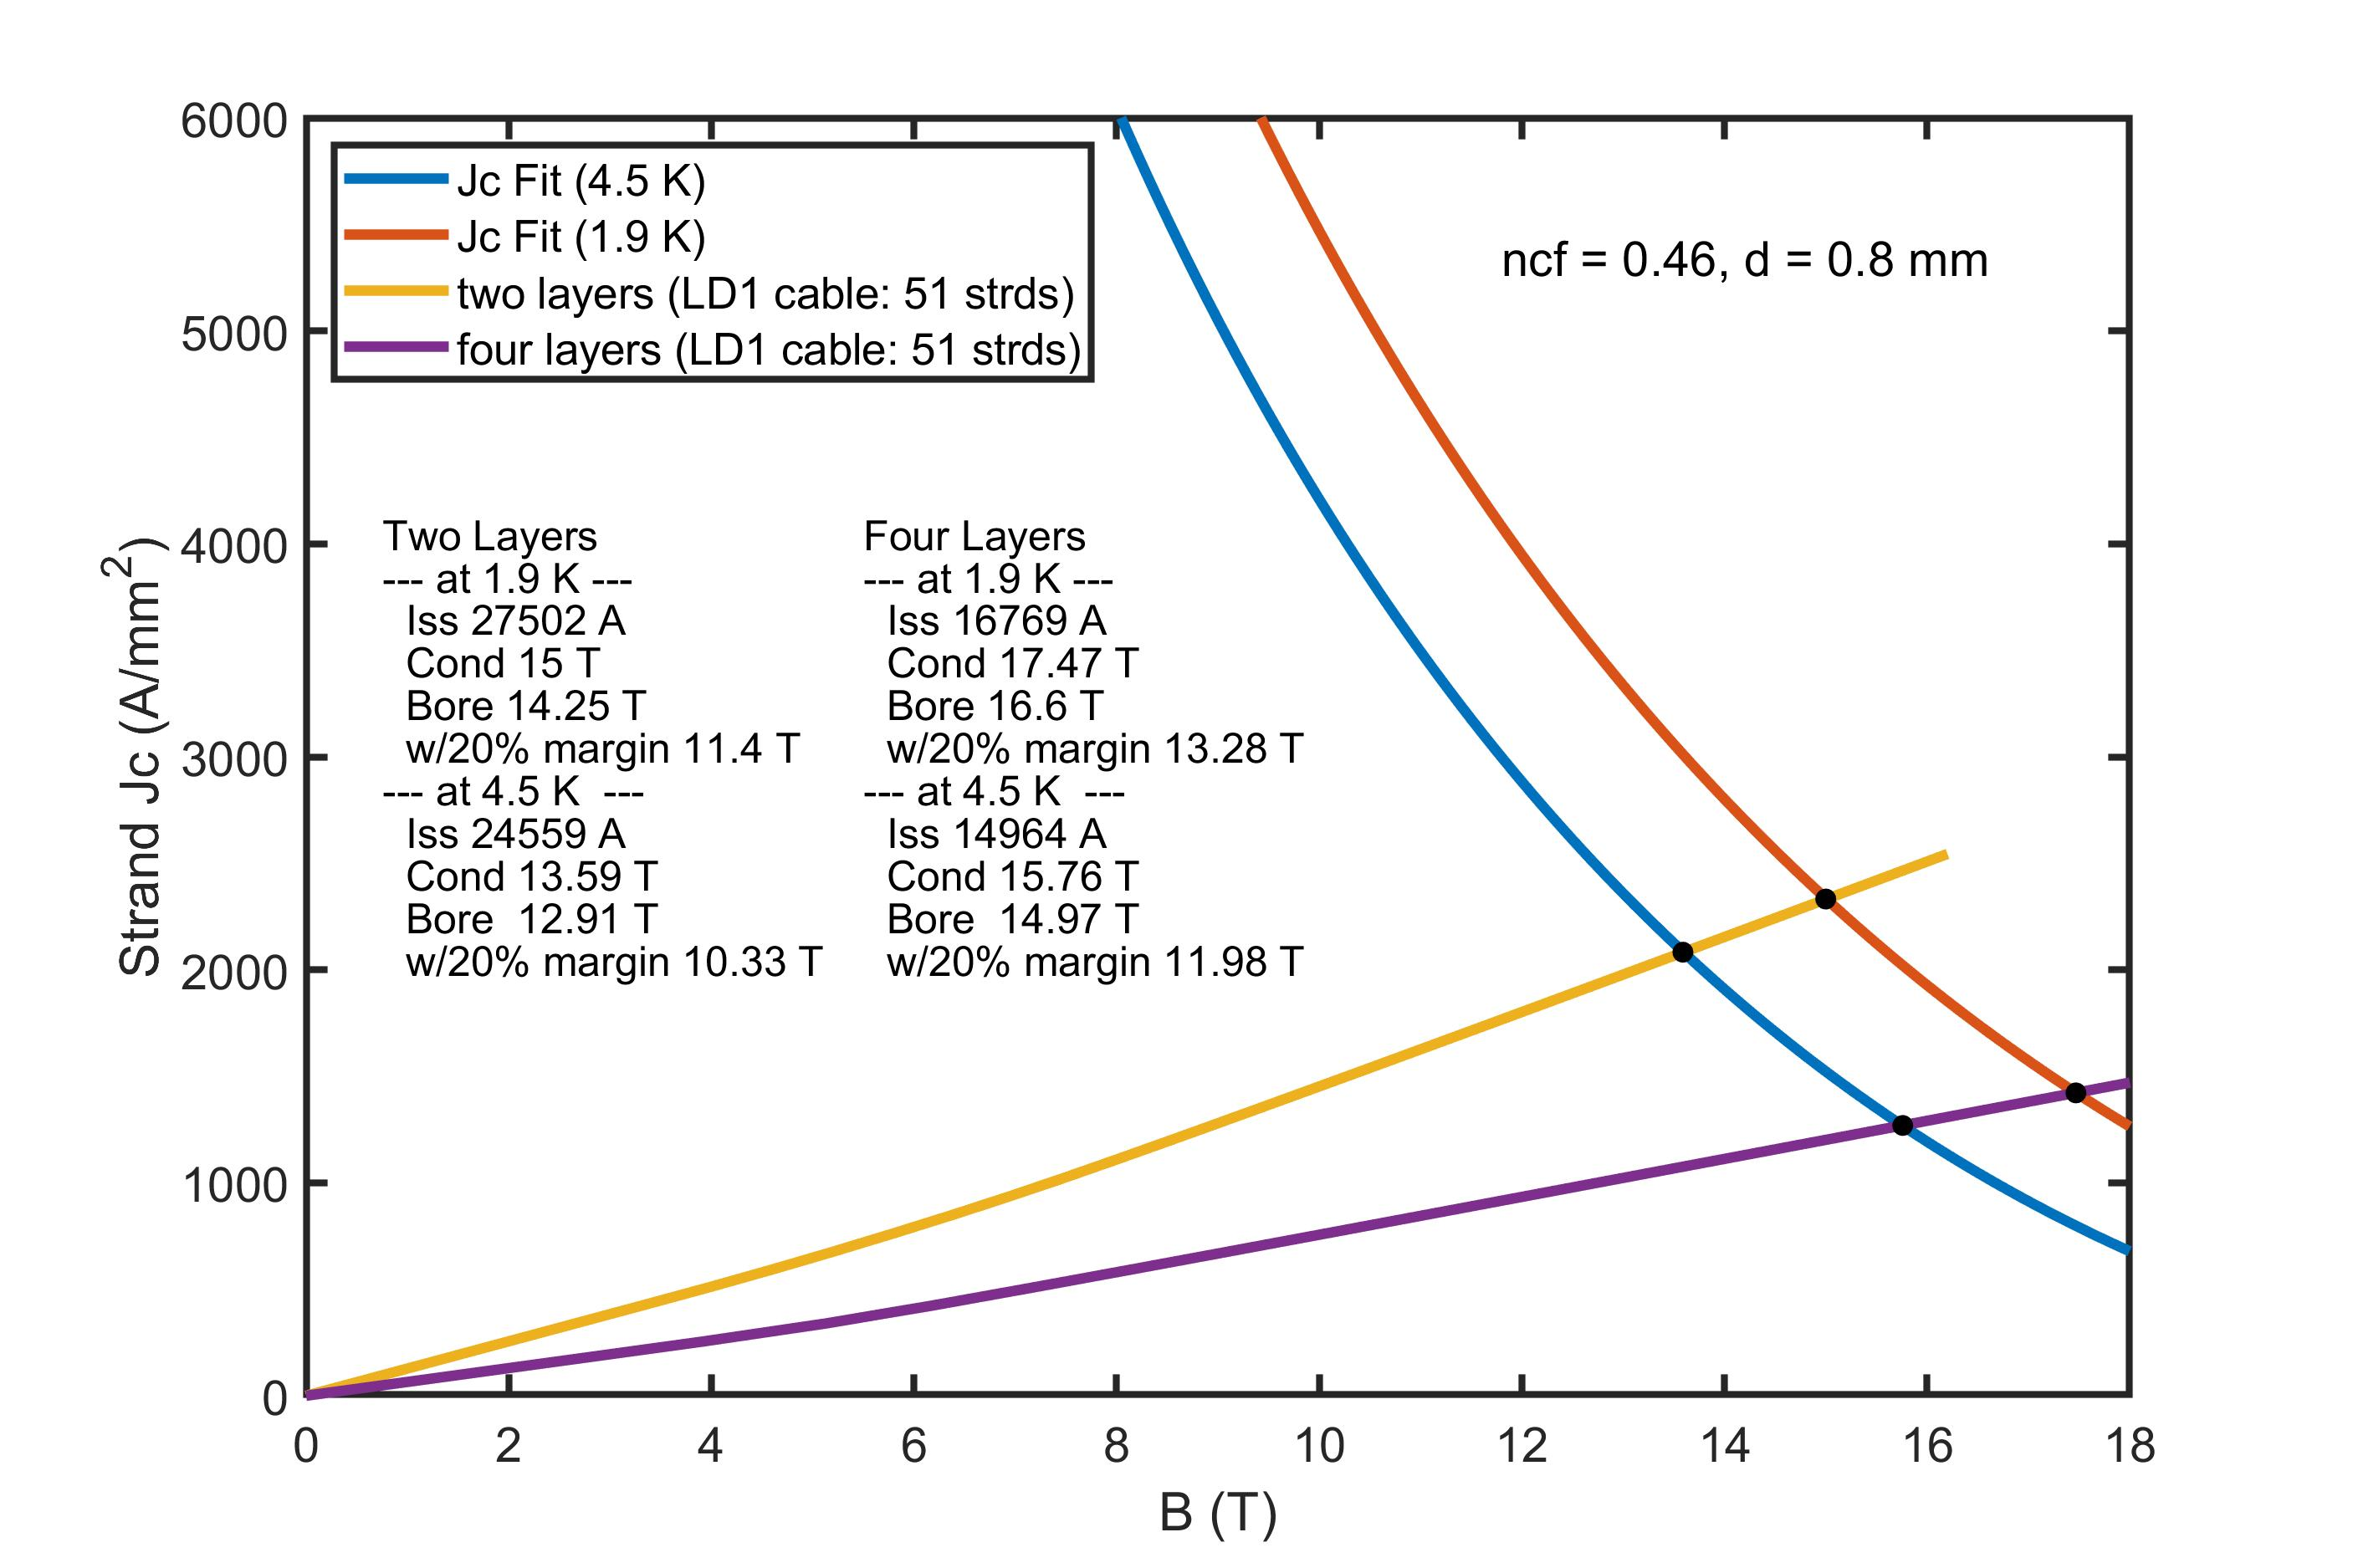 6000
5000
4000
3000
2000
1000
0
Strand Jc (A/mm²)
Jc Fit (4.5 K)
Jc Fit (1.9 K)
two layers (LD1 cable: 51 strds)
four layers (LD1 cable: 51 strds)
ncf = 0.46, d = 0.8 mm
Two Layers
--- at 1.9 K ---
Iss 27502 A
Cond 15 T
Bore 14.25 T
w/20% margin 11.4 T
--- at 4.5 K ---
Iss 24559 A
Cond 13.59 T
Bore 12.91 T
w/20% margin 10.33 T
Four Layers
--- at 1.9 K ---
Iss 16769 A
Cond 17.47 T
Bore 16.6 T
w/20% margin 13.28 T
--- at 4.5 K ---
Iss 14964 A
Cond 15.76 T
Bore 14.97 T
w/20% margin 11.98 T
0 2 4 6 8 10 12 14 16 18
B (T)